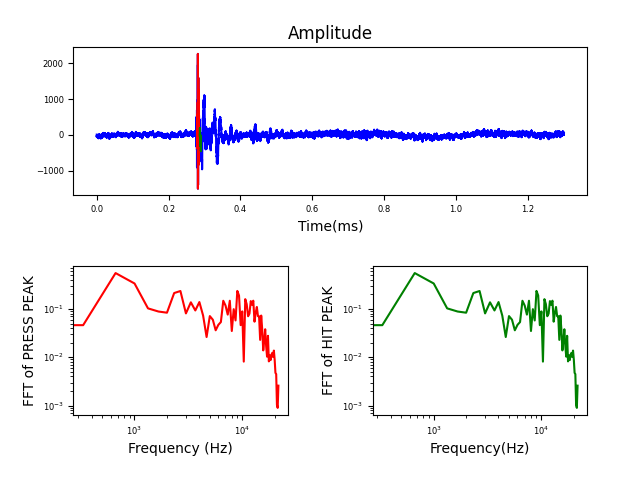 Amplitude
2000
1000
0
−1000
0.0 0.2 0.4 0.6 0.8 1.0 1.2
Time(ms)
FFT of PRESS PEAK
10⁻¹
10⁻²
10⁻³
10³ 10⁴
Frequency (Hz)
FFT of HIT PEAK
10⁻¹
10⁻²
10⁻³
10³ 10⁴
Frequency(Hz)